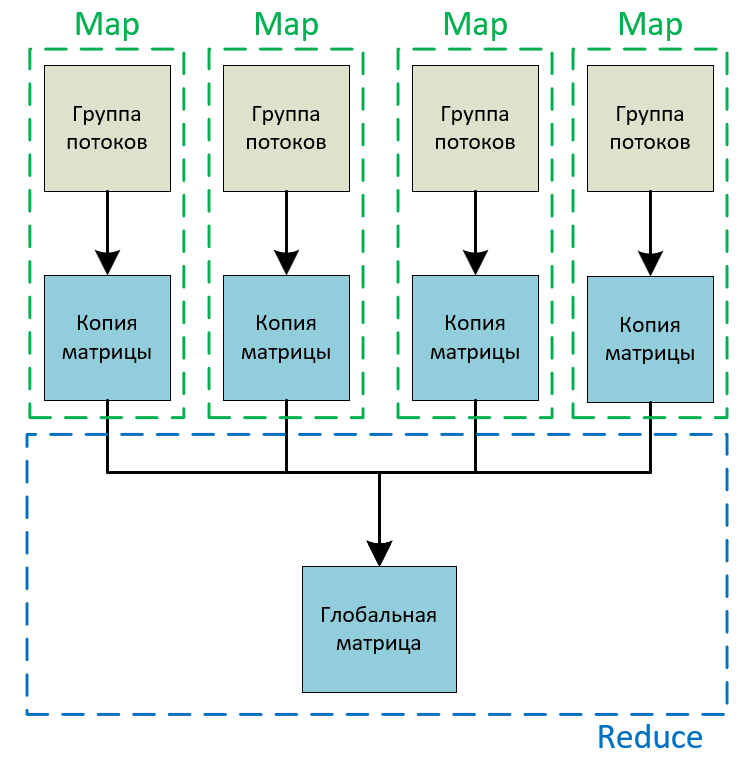 Map
Map
Map
Map
Группа
потоков
Группа
потоков
Группа
потоков
Группа
потоков
Копия
матрицы
Копия
матрицы
Копия
матрицы
Копия
матрицы
Глобальная
матрица
Reduce